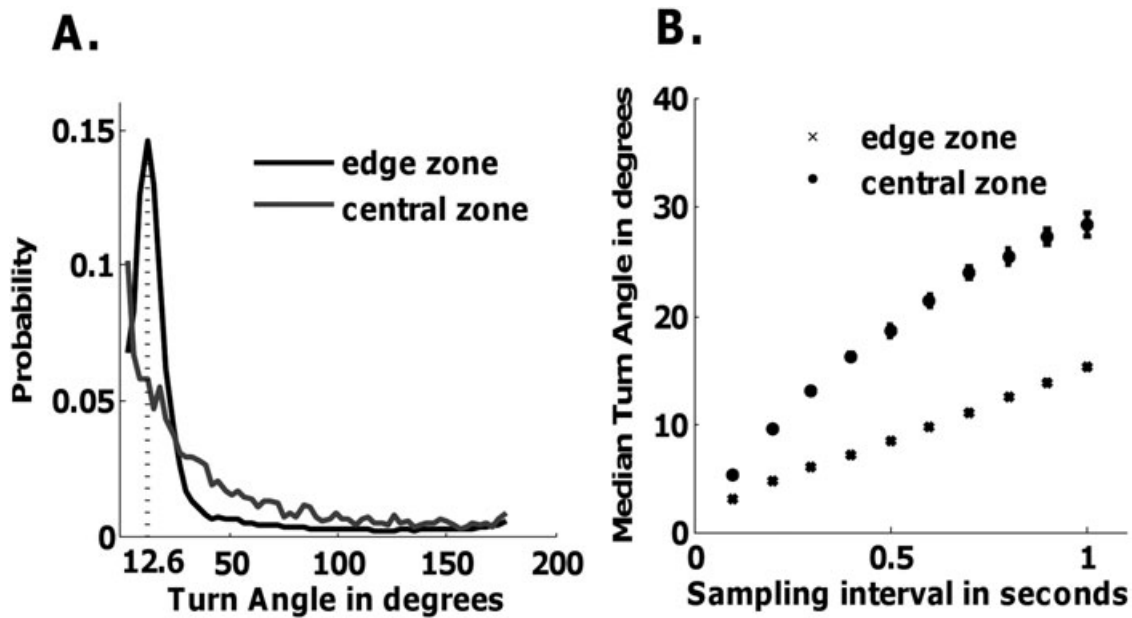 A.
Probability
0.15
0.1
0.05
0
edge zone
central zone
12.6
50
100
150
200
Turn Angle in degrees
B.
Median Turn Angle in degrees
40
30
20
10
0
edge zone
central zone
0
0.5
1
Sampling interval in seconds